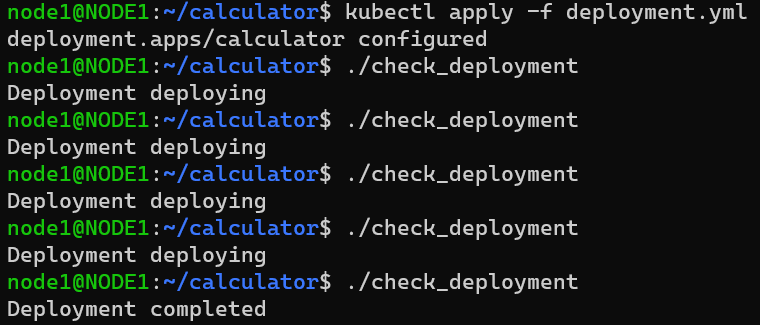 node1@NODE1:~/calculator$ kubectl apply -f deployment.yml
deployment.apps/calculator configured
node1@NODE1:~/calculator$ ./check_deployment
Deployment deploying
node1@NODE1:~/calculator$ ./check_deployment
Deployment deploying
node1@NODE1:~/calculator$ ./check_deployment
Deployment deploying
node1@NODE1:~/calculator$ ./check_deployment
Deployment deploying
node1@NODE1:~/calculator$ ./check_deployment
Deployment completed